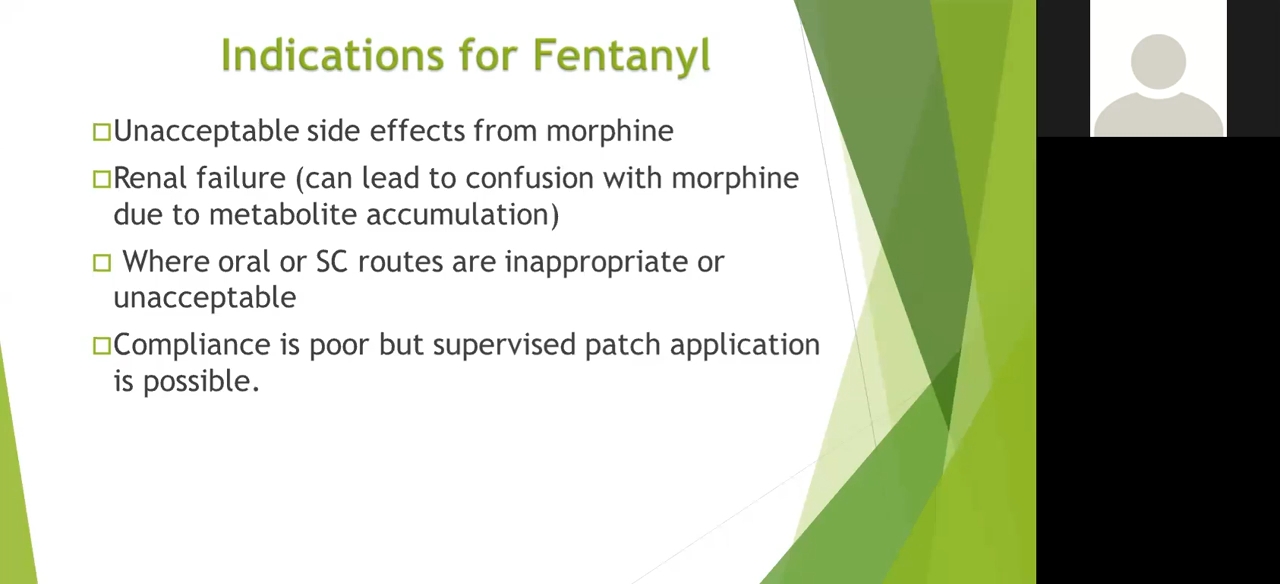 Indications for Fentanyl
Unacceptable side effects from morphine
Renal failure (can lead to confusion with morphine
due to metabolite accumulation)
Where oral or SC routes are inappropriate or
unacceptable
Compliance is poor but supervised patch application
is possible.